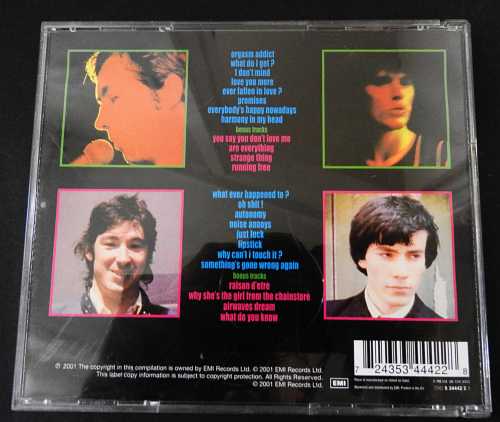 orgasm addict
what do i get ?
I don't mind
love you more
ever fallen in love ?
promises
everybody's happy nowadays
harmony in my head
bonus tracks
you say you don't love me
are everything
strange thing
running free
what ever happened to ?
oh shit !
autonomy
noise annoys
just lust
lipstick
why can't i touch it ?
something's gone wrong again
bonus tracks
raison d'etre
why she's the girl from the chainstore
airwaves dream
what do you know
℗ 2001 The copyright in this compilation is owned by EMI Records Ltd. © 2001 EMI Records Ltd.
This label copy information is subject to copyright protection. All Rights Reserved.
© 2001 EMI Records Ltd.
EMI
7 24353 44422 8